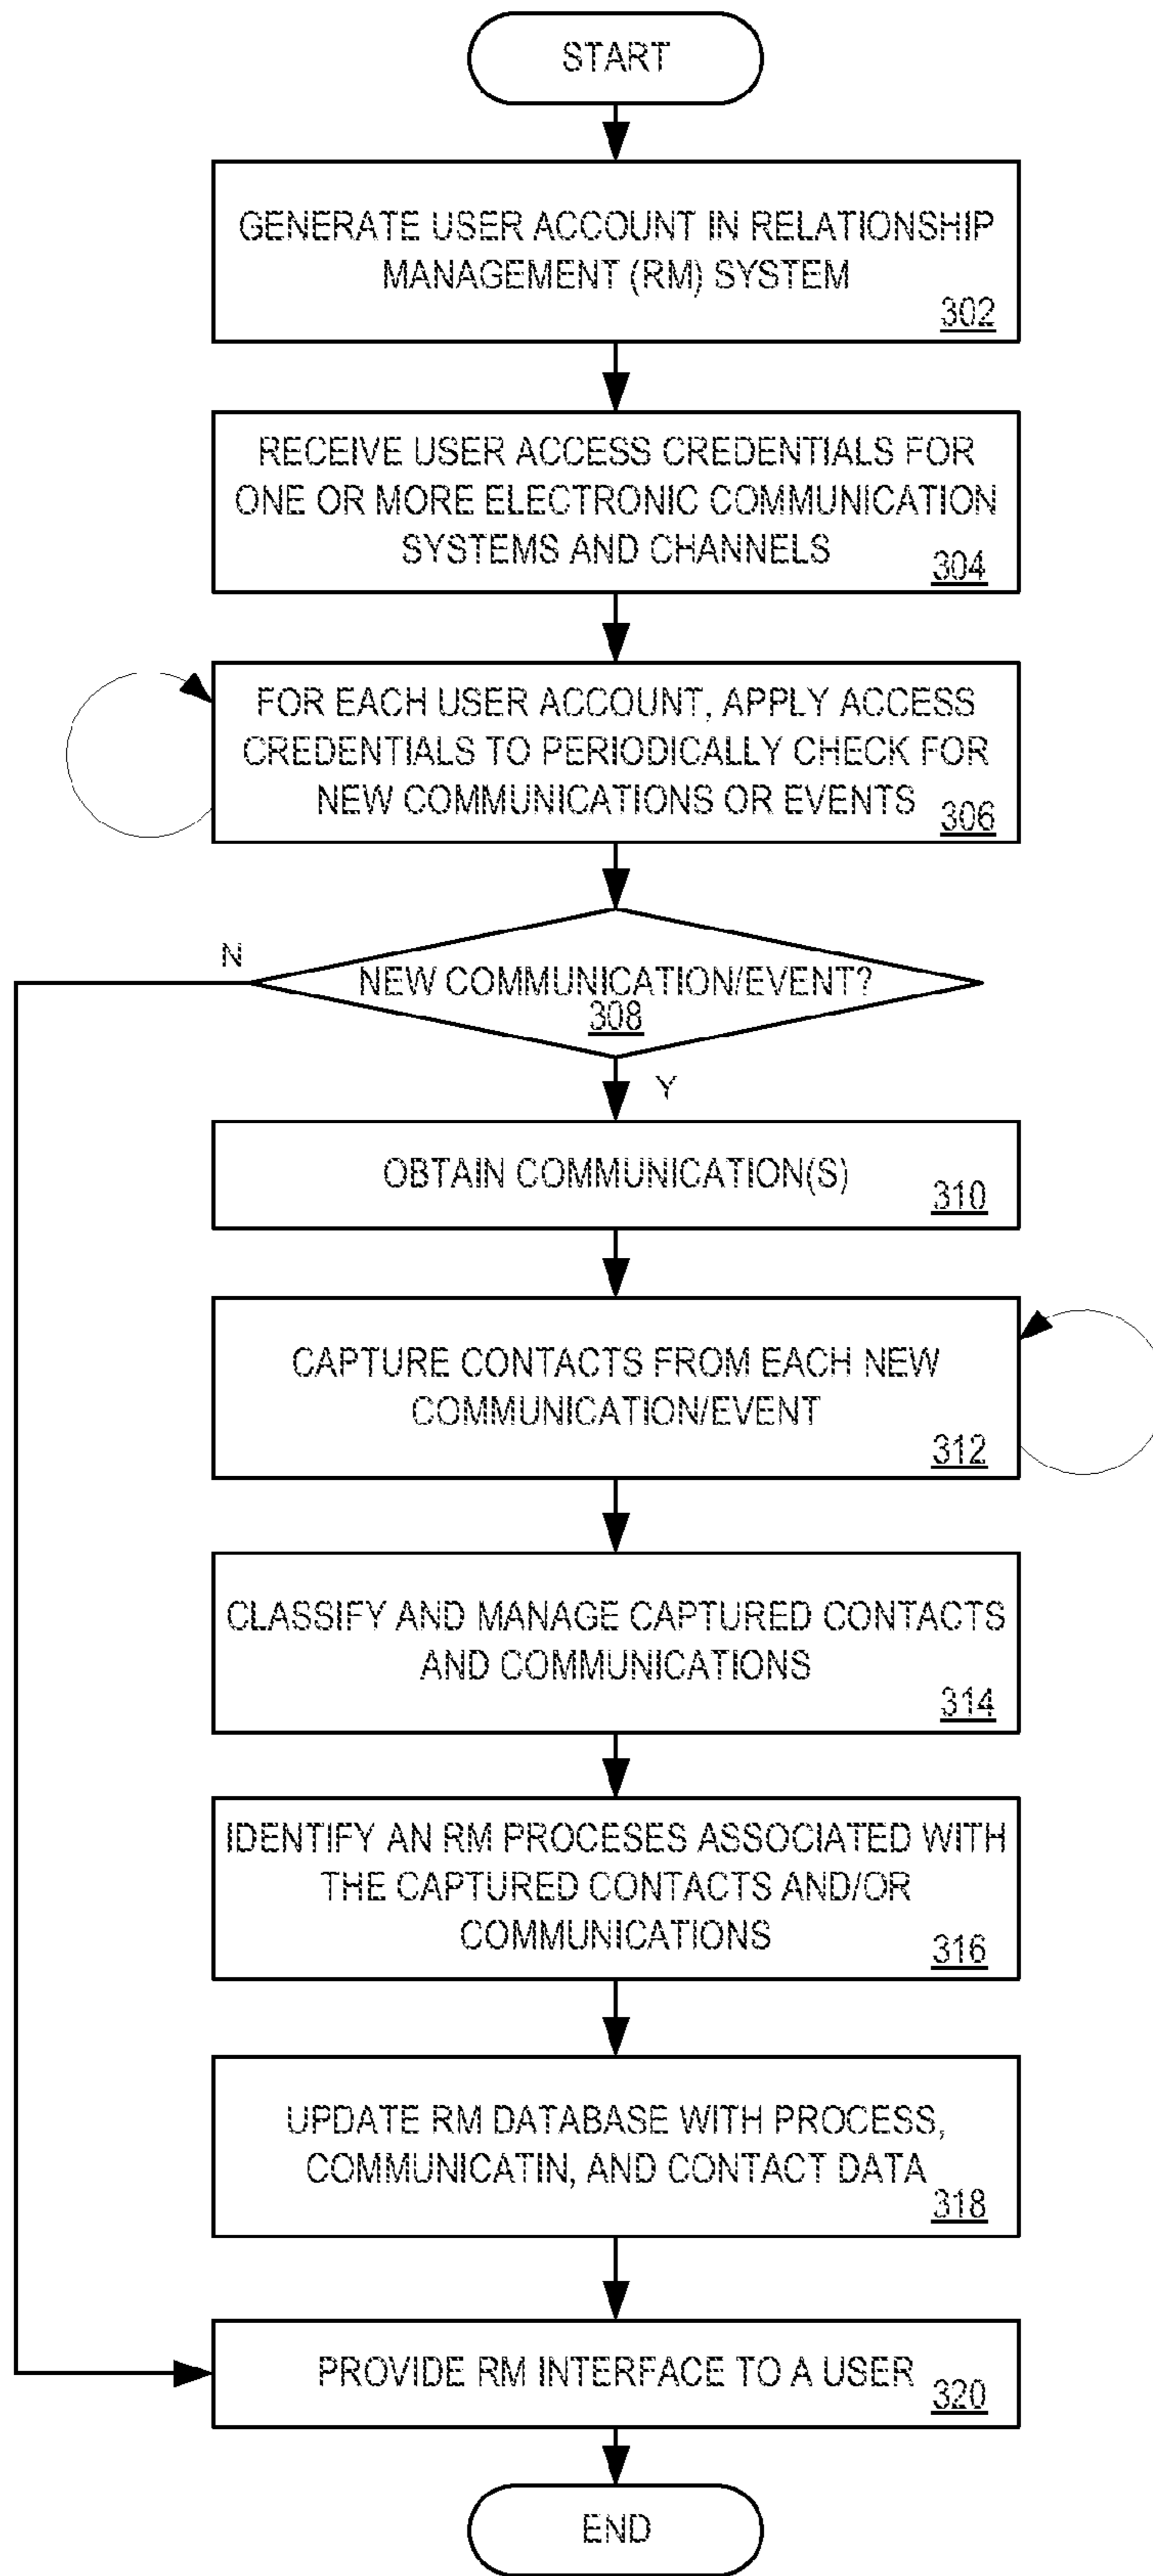 START
GENERATE USER ACCOUNT IN RELATIONSHIP
MANAGEMENT (RM) SYSTEM
302
RECEIVE USER ACCESS CREDENTIALS FOR
ONE OR MORE ELECTRONIC COMMUNICATION
SYSTEMS AND CHANNELS
304
FOR EACH USER ACCOUNT, APPLY ACCESS
CREDENTIALS TO PERIODICALLY CHECK FOR
NEW COMMUNICATIONS OR EVENTS
306
N
NEW COMMUNICATION/EVENT?
308
Y
OBTAIN COMMUNICATION(S)
310
CAPTURE CONTACTS FROM EACH NEW
COMMUNICATION/EVENT
312
CLASSIFY AND MANAGE CAPTURED CONTACTS
AND COMMUNICATIONS
314
IDENTIFY AN RM PROCESES ASSOCIATED WITH
THE CAPTURED CONTACTS AND/OR
COMMUNICATIONS
316
UPDATE RM DATABASE WITH PROCESS,
COMMUNICATIN, AND CONTACT DATA
318
PROVIDE RM INTERFACE TO A USER
320
END